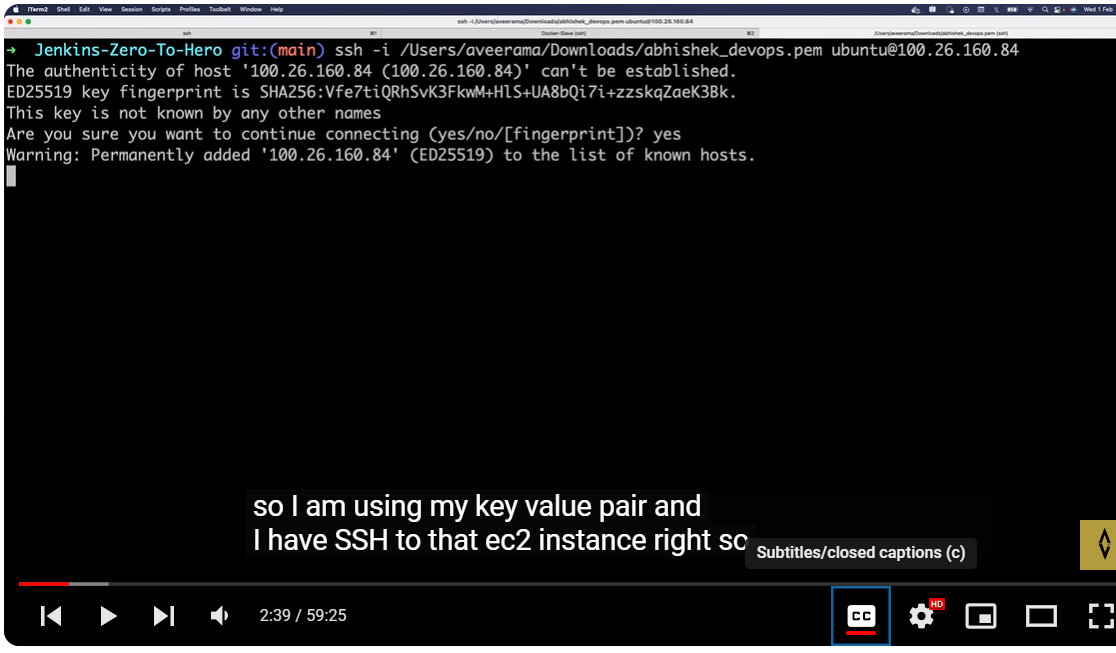 iTerm2 Shell Edit View Session Scripts Profiles Toolbelt Window Help
Wed 1 Feb
ssh -i /Users/aveerama/Downloads/abhishek_devops.pem ubuntu@100.26.160.84
ssh ⌘1 Docker-Slave (ssh) ⌘2 /Users/aveerama/Downloads/abhishek_devops.pem (ssh)
→ Jenkins-Zero-To-Hero git:(main) ssh -i /Users/aveerama/Downloads/abhishek_devops.pem ubuntu@100.26.160.84
The authenticity of host '100.26.160.84 (100.26.160.84)' can't be established.
ED25519 key fingerprint is SHA256:Vfe7tiQRhSvK3FkwM+HlS+UA8bQi7i+zzskqZaeK3Bk.
This key is not known by any other names
Are you sure you want to continue connecting (yes/no/[fingerprint])? yes
Warning: Permanently added '100.26.160.84' (ED25519) to the list of known hosts.
so I am using my key value pair and
I have SSH to that ec2 instance right so
Subtitles/closed captions (c)
2:39 / 59:25
CC
HD